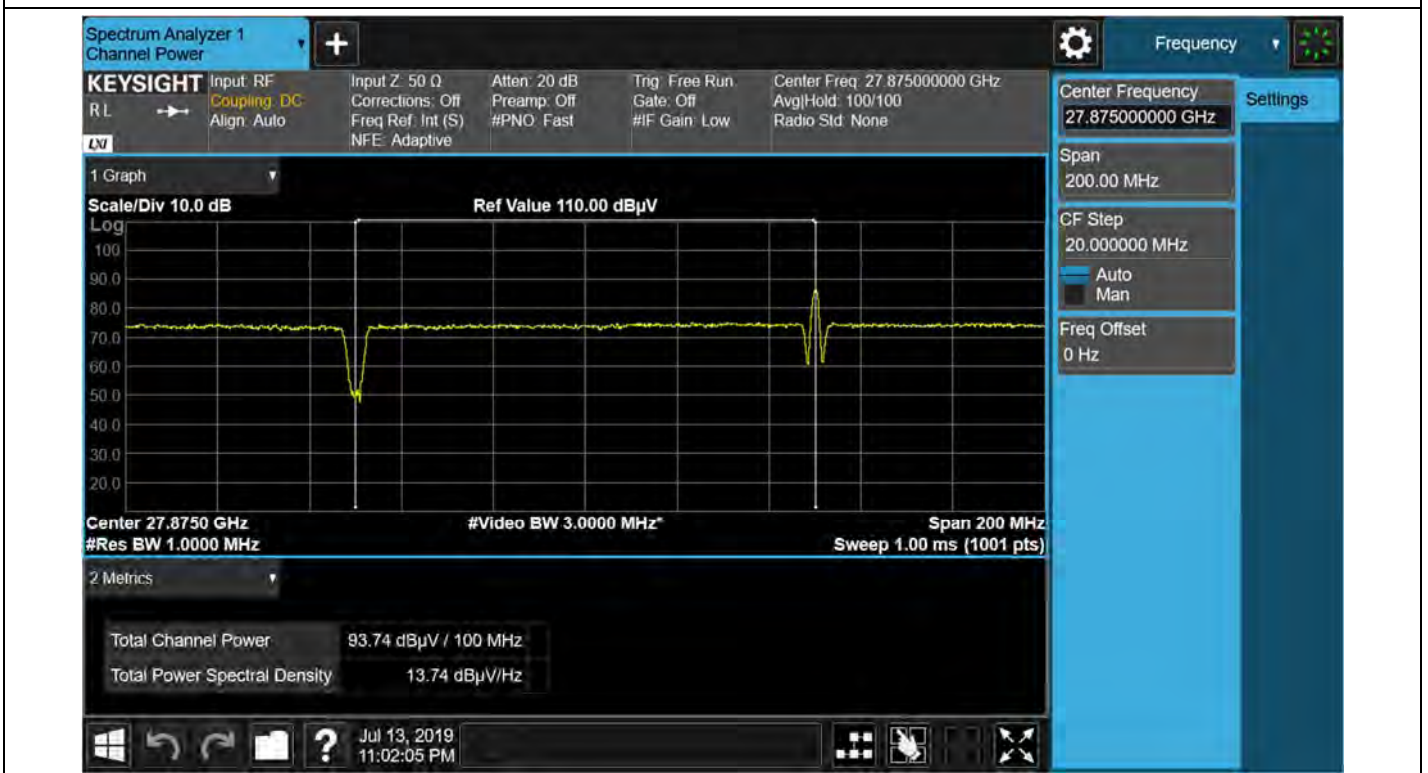 Spectrum Analyzer 1
Channel Power
Frequency
KEYSIGHT
R L
LXI
Input: RF
Coupling: DC
Align: Auto
Input Z: 50 Ω
Corrections: Off
Freq Ref: Int (S)
NFE: Adaptive
Atten: 20 dB
Preamp: Off
#PNO: Fast
Trig: Free Run
Gate: Off
#IF Gain: Low
Center Freq: 27.875000000 GHz
Avg|Hold: 100/100
Radio Std: None
Center Frequency
27.875000000 GHz
Settings
Span
200.00 MHz
CF Step
20.000000 MHz
Auto
Man
Freq Offset
0 Hz
1 Graph
Scale/Div 10.0 dB
Ref Value 110.00 dBµV
Log
100
90.0
80.0
70.0
60.0
50.0
40.0
30.0
20.0
Center 27.8750 GHz
#Video BW 3.0000 MHz*
Span 200 MHz
#Res BW 1.0000 MHz
Sweep 1.00 ms (1001 pts)
2 Metrics
Total Channel Power 93.74 dBµV / 100 MHz
Total Power Spectral Density 13.74 dBµV/Hz
Jul 13, 2019
11:02:05 PM